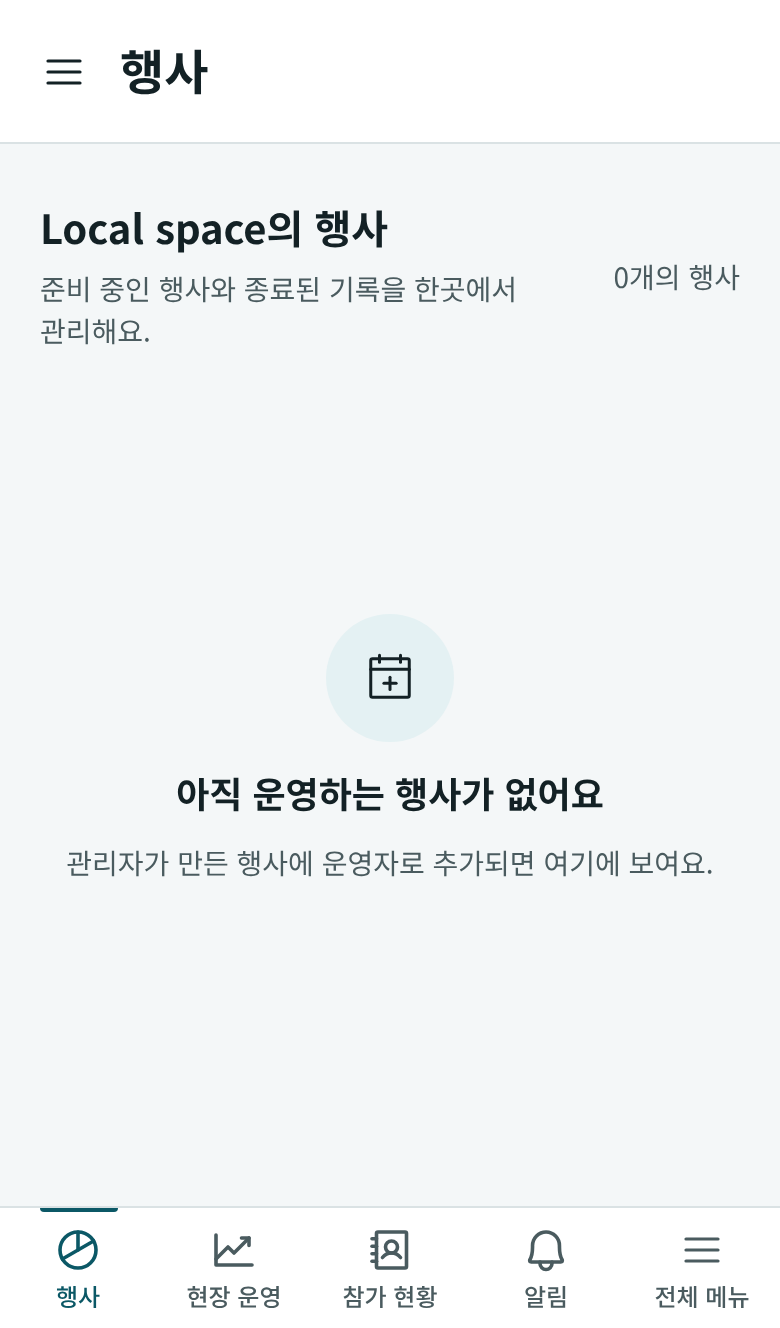 행사
Local space의 행사
준비 중인 행사와 종료된 기록을 한곳에서
관리해요.
0개의 행사
아직 운영하는 행사가 없어요
관리자가 만든 행사에 운영자로 추가되면 여기에 보여요.
행사
현장 운영
참가 현황
알림
전체 메뉴